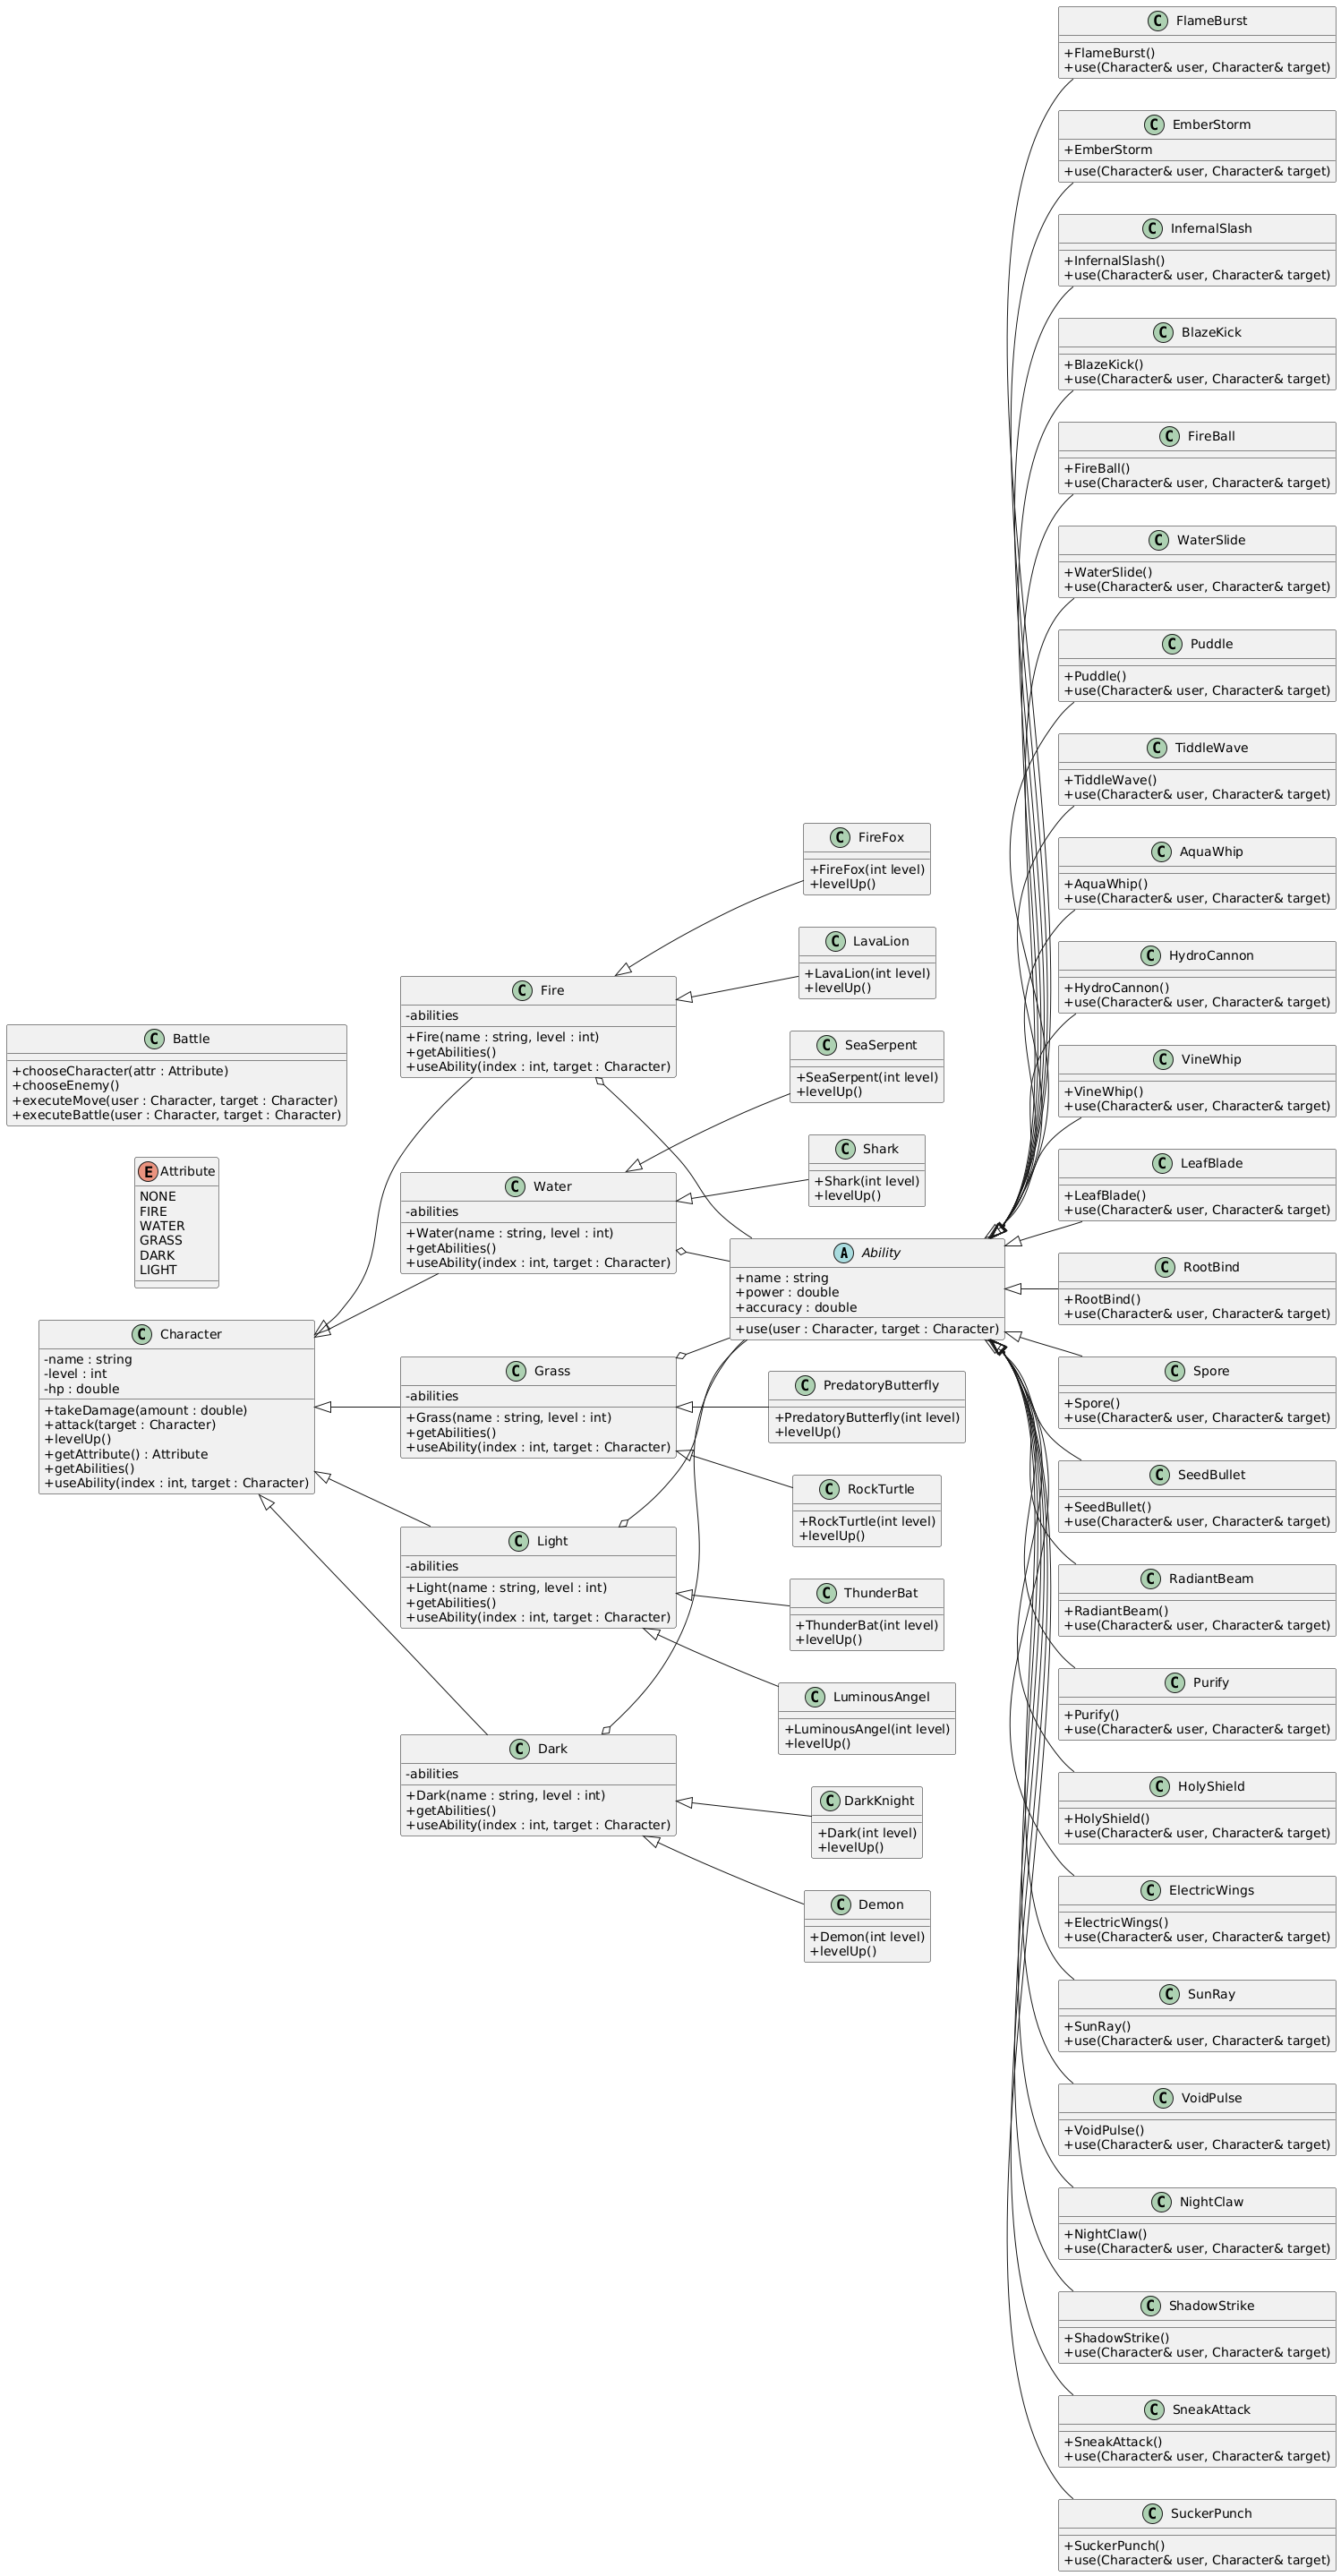 C Battle
+chooseCharacter(attr : Attribute)
+chooseEnemy()
+executeMove(user : Character, target : Character)
+executeBattle(user : Character, target : Character)
E Attribute
NONE
FIRE
WATER
GRASS
DARK
LIGHT
C Character
-name : string
-level : int
-hp : double
+takeDamage(amount : double)
+attack(target : Character)
+levelUp()
+getAttribute() : Attribute
+getAbilities()
+useAbility(index : int, target : Character)
C Fire
-abilities
+Fire(name : string, level : int)
+getAbilities()
+useAbility(index : int, target : Character)
C Water
-abilities
+Water(name : string, level : int)
+getAbilities()
+useAbility(index : int, target : Character)
C Grass
-abilities
+Grass(name : string, level : int)
+getAbilities()
+useAbility(index : int, target : Character)
C Light
-abilities
+Light(name : string, level : int)
+getAbilities()
+useAbility(index : int, target : Character)
C Dark
-abilities
+Dark(name : string, level : int)
+getAbilities()
+useAbility(index : int, target : Character)
C FireFox
+FireFox(int level)
+levelUp()
C LavaLion
+LavaLion(int level)
+levelUp()
C SeaSerpent
+SeaSerpent(int level)
+levelUp()
C Shark
+Shark(int level)
+levelUp()
A Ability
+name : string
+power : double
+accuracy : double
+use(user : Character, target : Character)
C PredatoryButterfly
+PredatoryButterfly(int level)
+levelUp()
C RockTurtle
+RockTurtle(int level)
+levelUp()
C ThunderBat
+ThunderBat(int level)
+levelUp()
C LuminousAngel
+LuminousAngel(int level)
+levelUp()
C DarkKnight
+Dark(int level)
+levelUp()
C Demon
+Demon(int level)
+levelUp()
C FlameBurst
+FlameBurst()
+use(Character& user, Character& target)
C EmberStorm
+EmberStorm
+use(Character& user, Character& target)
C InfernalSlash
+InfernalSlash()
+use(Character& user, Character& target)
C BlazeKick
+BlazeKick()
+use(Character& user, Character& target)
C FireBall
+FireBall()
+use(Character& user, Character& target)
C WaterSlide
+WaterSlide()
+use(Character& user, Character& target)
C Puddle
+Puddle()
+use(Character& user, Character& target)
C TiddleWave
+TiddleWave()
+use(Character& user, Character& target)
C AquaWhip
+AquaWhip()
+use(Character& user, Character& target)
C HydroCannon
+HydroCannon()
+use(Character& user, Character& target)
C VineWhip
+VineWhip()
+use(Character& user, Character& target)
C LeafBlade
+LeafBlade()
+use(Character& user, Character& target)
C RootBind
+RootBind()
+use(Character& user, Character& target)
C Spore
+Spore()
+use(Character& user, Character& target)
C SeedBullet
+SeedBullet()
+use(Character& user, Character& target)
C RadiantBeam
+RadiantBeam()
+use(Character& user, Character& target)
C Purify
+Purify()
+use(Character& user, Character& target)
C HolyShield
+HolyShield()
+use(Character& user, Character& target)
C ElectricWings
+ElectricWings()
+use(Character& user, Character& target)
C SunRay
+SunRay()
+use(Character& user, Character& target)
C VoidPulse
+VoidPulse()
+use(Character& user, Character& target)
C NightClaw
+NightClaw()
+use(Character& user, Character& target)
C ShadowStrike
+ShadowStrike()
+use(Character& user, Character& target)
C SneakAttack
+SneakAttack()
+use(Character& user, Character& target)
C SuckerPunch
+SuckerPunch()
+use(Character& user, Character& target)